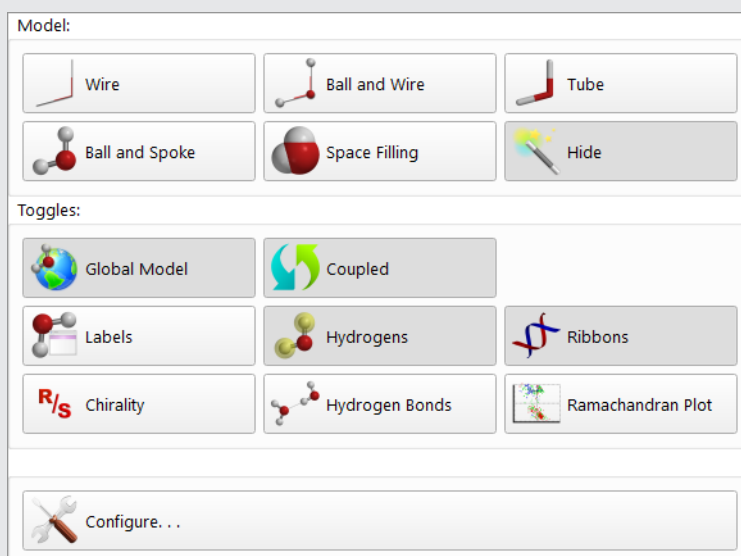 Model:
Wire
Ball and Wire
Tube
Ball and Spoke
Space Filling
Hide
Toggles:
Global Model
Coupled
Labels
Hydrogens
Ribbons
R/S
Chirality
Hydrogen Bonds
Ramachandran Plot
Configure. . .